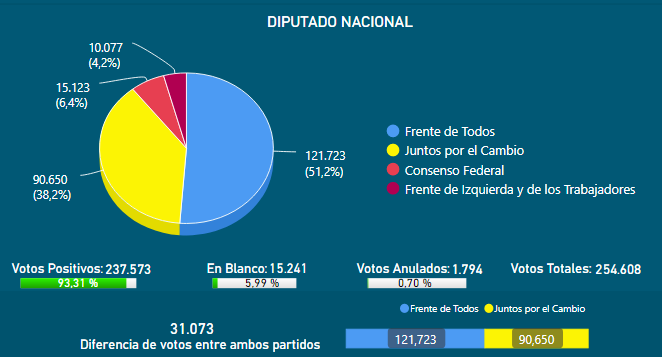 DIPUTADO NACIONAL
10.077
(4,2%)
15.123
(6,4%)
90.650
(38,2%)
121.723
(51,2%)
Frente de Todos
Juntos por el Cambio
Consenso Federal
Frente de Izquierda y de los Trabajadores
Votos Positivos: 237.573
93,31 %
En Blanco: 15.241
5,99 %
Votos Anulados: 1.794
0,70 %
Votos Totales: 254.608
Frente de Todos Juntos por el Cambio
31.073
Diferencia de votos entre ambos partidos
121,723 90,650